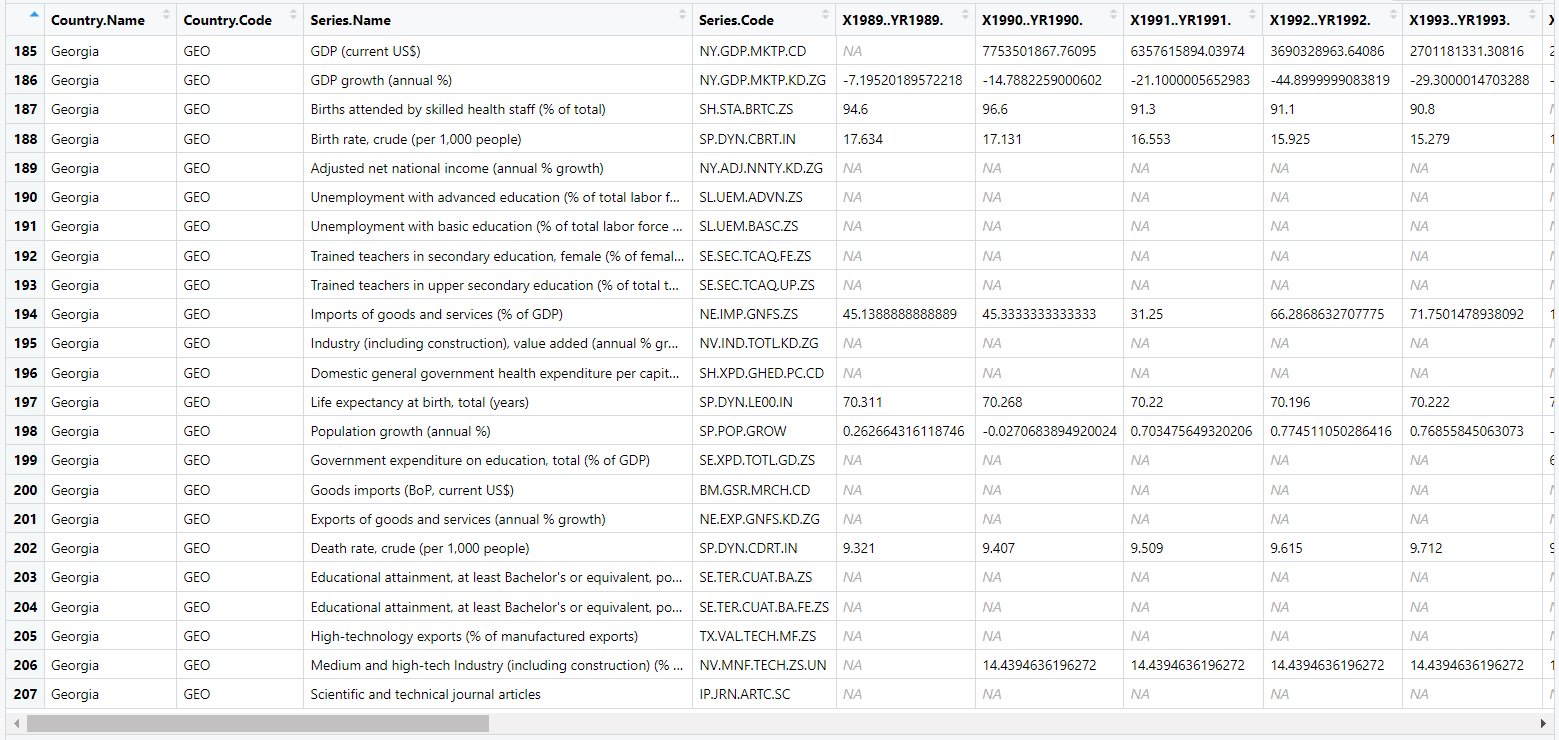 Country.Name Country.Code Series.Name Series.Code X1989..YR1989. X1990..YR1990. X1991..YR1991. X1992..YR1992. X1993..YR1993.
185 Georgia GEO GDP (current US$) NY.GDP.MKTP.CD NA 7753501867.76095 6357615894.03974 3690328963.64086 2701181331.30816
186 Georgia GEO GDP growth (annual %) NY.GDP.MKTP.KD.ZG -7.19520189572218 -14.7882259000602 -21.1000005652983 -44.8999999083819 -29.3000014703288
187 Georgia GEO Births attended by skilled health staff (% of total) SH.STA.BRTC.ZS 94.6 96.6 91.3 91.1 90.8
188 Georgia GEO Birth rate, crude (per 1,000 people) SP.DYN.CBRT.IN 17.634 17.131 16.553 15.925 15.279
189 Georgia GEO Adjusted net national income (annual % growth) NY.ADJ.NNTY.KD.ZG NA NA NA NA NA
190 Georgia GEO Unemployment with advanced education (% of total labor f... SL.UEM.ADVN.ZS NA NA NA NA NA
191 Georgia GEO Unemployment with basic education (% of total labor force ... SL.UEM.BASC.ZS NA NA NA NA NA
192 Georgia GEO Trained teachers in secondary education, female (% of femal... SE.SEC.TCAQ.FE.ZS NA NA NA NA NA
193 Georgia GEO Trained teachers in upper secondary education (% of total t... SE.SEC.TCAQ.UP.ZS NA NA NA NA NA
194 Georgia GEO Imports of goods and services (% of GDP) NE.IMP.GNFS.ZS 45.1388888888889 45.3333333333333 31.25 66.2868632707775 71.7501478938092
195 Georgia GEO Industry (including construction), value added (annual % gr... NV.IND.TOTL.KD.ZG NA NA NA NA NA
196 Georgia GEO Domestic general government health expenditure per capit... SH.XPD.GHED.PC.CD NA NA NA NA NA
197 Georgia GEO Life expectancy at birth, total (years) SP.DYN.LE00.IN 70.311 70.268 70.22 70.196 70.222
198 Georgia GEO Population growth (annual %) SP.POP.GROW 0.262664316118746 -0.0270683894920024 0.703475649320206 0.774511050286416 0.76855845063073
199 Georgia GEO Government expenditure on education, total (% of GDP) SE.XPD.TOTL.GD.ZS NA NA NA NA NA
200 Georgia GEO Goods imports (BoP, current US$) BM.GSR.MRCH.CD NA NA NA NA NA
201 Georgia GEO Exports of goods and services (annual % growth) NE.EXP.GNFS.KD.ZG NA NA NA NA NA
202 Georgia GEO Death rate, crude (per 1,000 people) SP.DYN.CDRT.IN 9.321 9.407 9.509 9.615 9.712
203 Georgia GEO Educational attainment, at least Bachelor's or equivalent, po... SE.TER.CUAT.BA.ZS NA NA NA NA NA
204 Georgia GEO Educational attainment, at least Bachelor's or equivalent, po... SE.TER.CUAT.BA.FE.ZS NA NA NA NA NA
205 Georgia GEO High-technology exports (% of manufactured exports) TX.VAL.TECH.MF.ZS NA NA NA NA NA
206 Georgia GEO Medium and high-tech Industry (including construction) (% ... NV.MNF.TECH.ZS.UN NA 14.4394636196272 14.4394636196272 14.4394636196272 14.4394636196272
207 Georgia GEO Scientific and technical journal articles IP.JRN.ARTC.SC NA NA NA NA NA